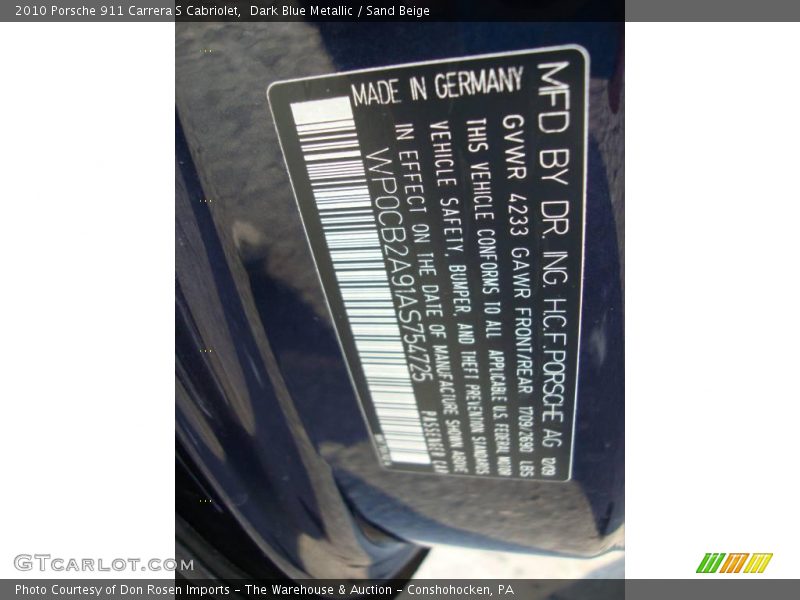 2010 Porsche 911 Carrera S Cabriolet,  Dark Blue Metallic / Sand Beige
MFD BY DR. ING. H.C.F. PORSCHE AG 12/09
GVWR 4233 GAWR FRONT/REAR 1709/2690 LBS
THIS VEHICLE CONFORMS TO ALL APPLICABLE U.S. FEDERAL MOTOR
VEHICLE SAFETY, BUMPER, AND THEFT PREVENTION STANDARDS
IN EFFECT ON THE DATE OF MANUFACTURE SHOWN ABOVE
WP0CB2A91AS754725 PASSENGER CAR
MADE IN GERMANY
GTCARLOT.COM
Photo Courtesy of Don Rosen Imports - The Warehouse & Auction - Conshohocken, PA